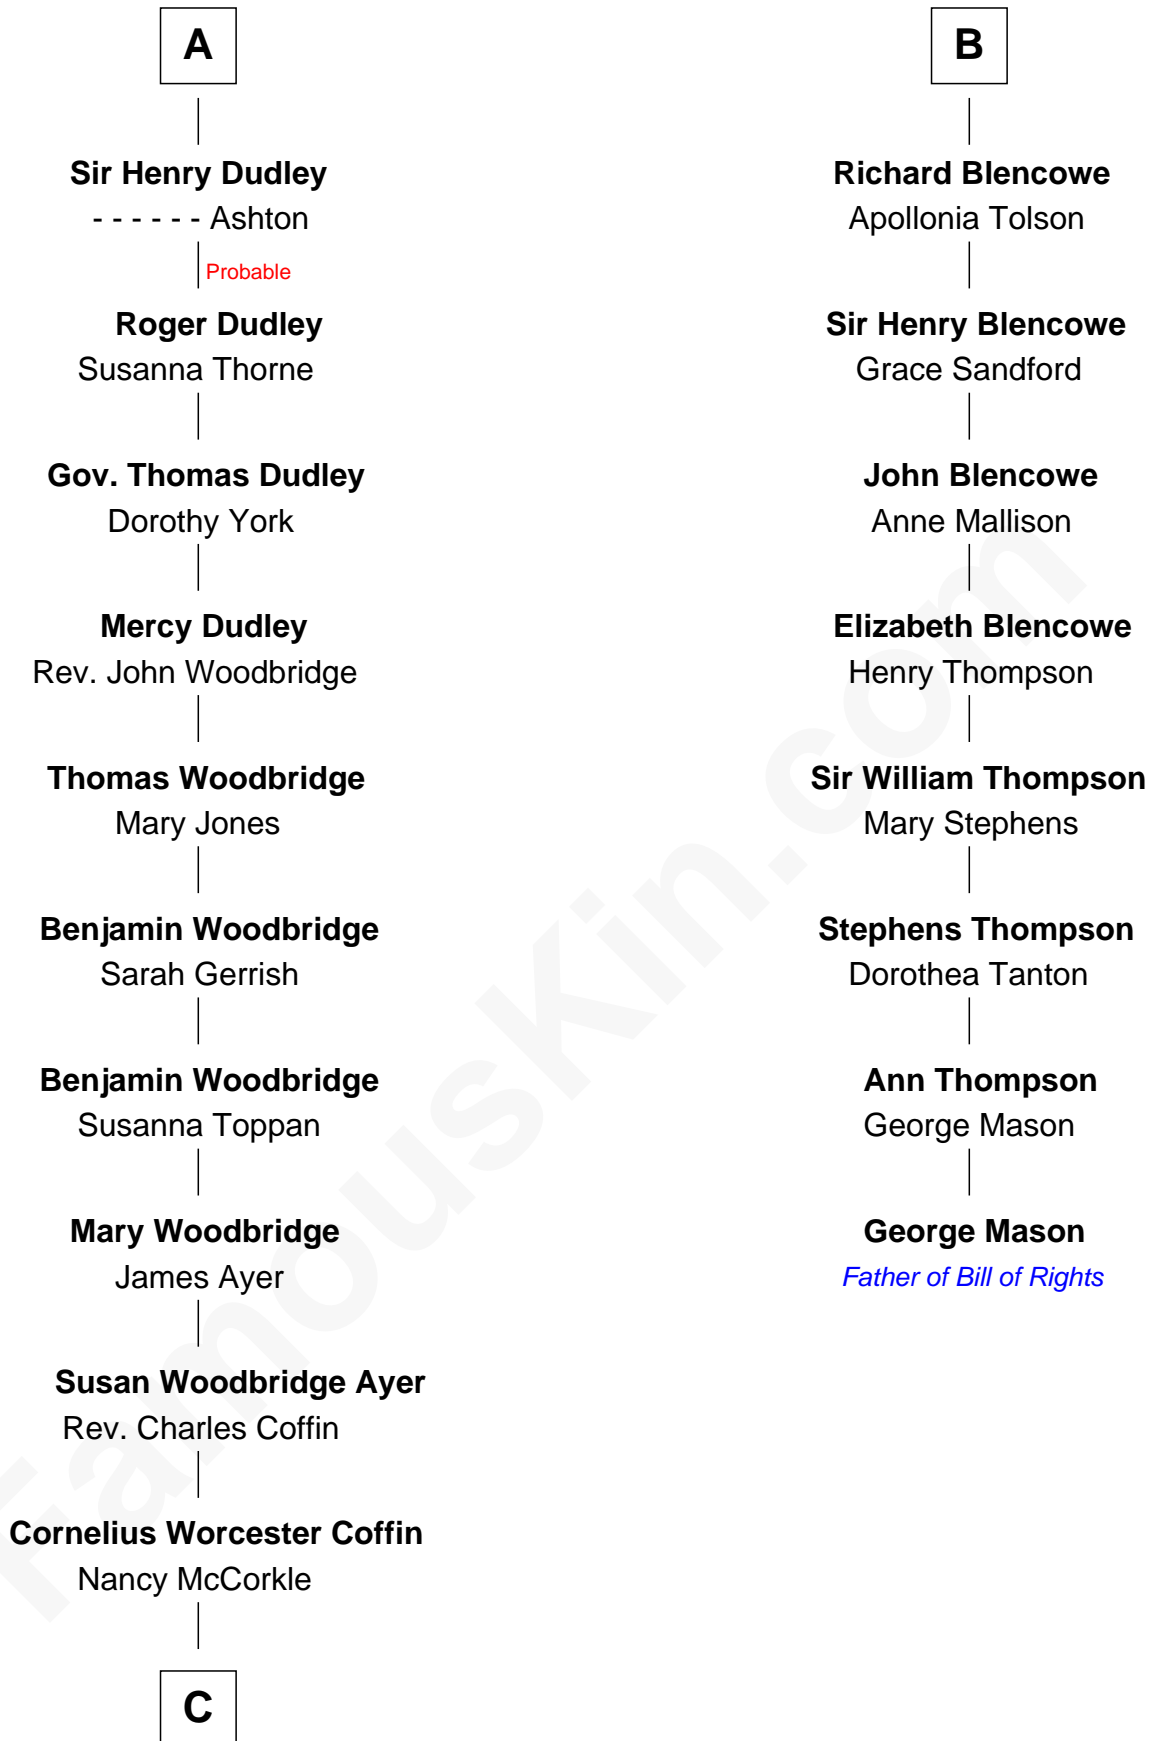 A
Sir Henry Dudley
- - - - - - Ashton
Probable
Roger Dudley
Susanna Thorne
Gov. Thomas Dudley
Dorothy York
Mercy Dudley
Rev. John Woodbridge
Thomas Woodbridge
Mary Jones
Benjamin Woodbridge
Sarah Gerrish
Benjamin Woodbridge
Susanna Toppan
Mary Woodbridge
James Ayer
Susan Woodbridge Ayer
Rev. Charles Coffin
Cornelius Worcester Coffin
Nancy McCorkle
C
B
Richard Blencowe
Apollonia Tolson
Sir Henry Blencowe
Grace Sandford
John Blencowe
Anne Mallison
Elizabeth Blencowe
Henry Thompson
Sir William Thompson
Mary Stephens
Stephens Thompson
Dorothea Tanton
Ann Thompson
George Mason
George Mason
Father of Bill of Rights
FamousKin.com